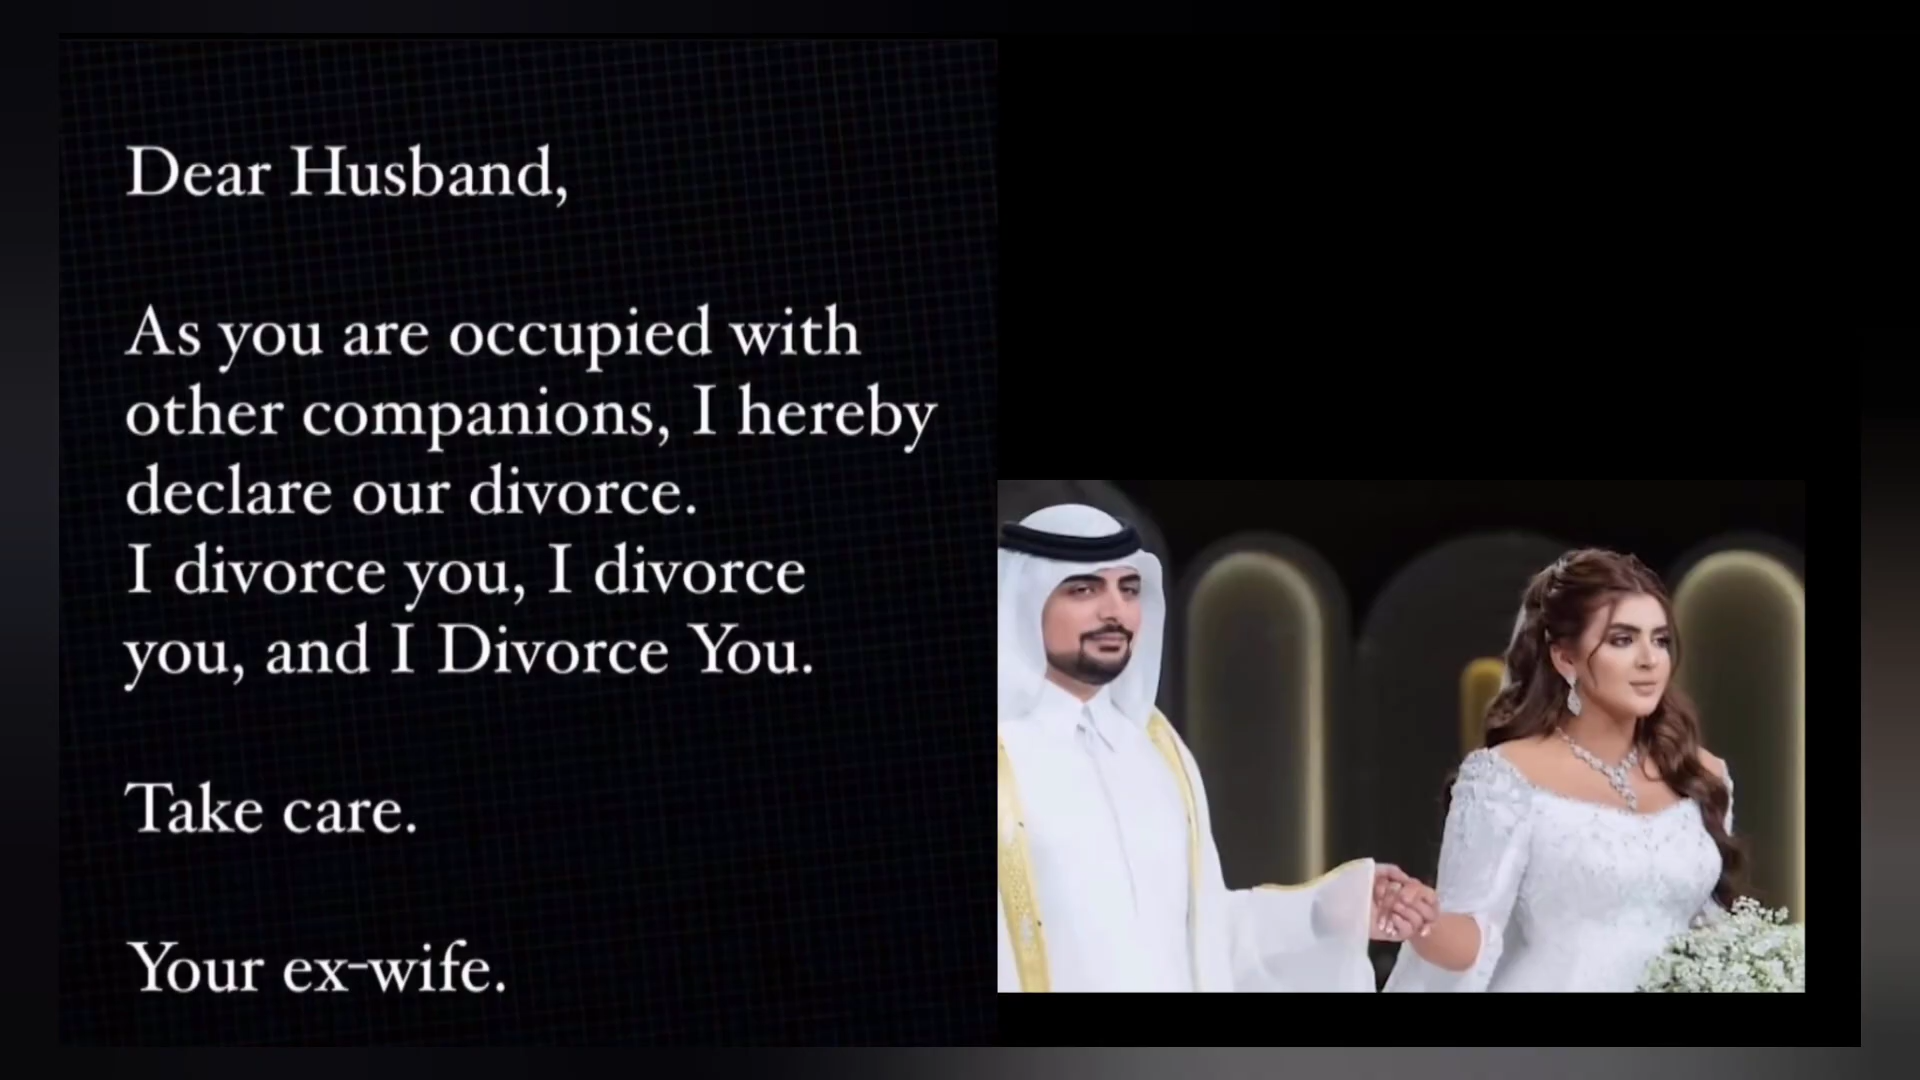 Dear Husband,
As you are occupied with
other companions, I hereby
declare our divorce.
I divorce you, I divorce
you, and I Divorce You.
Take care.
Your ex-wife.